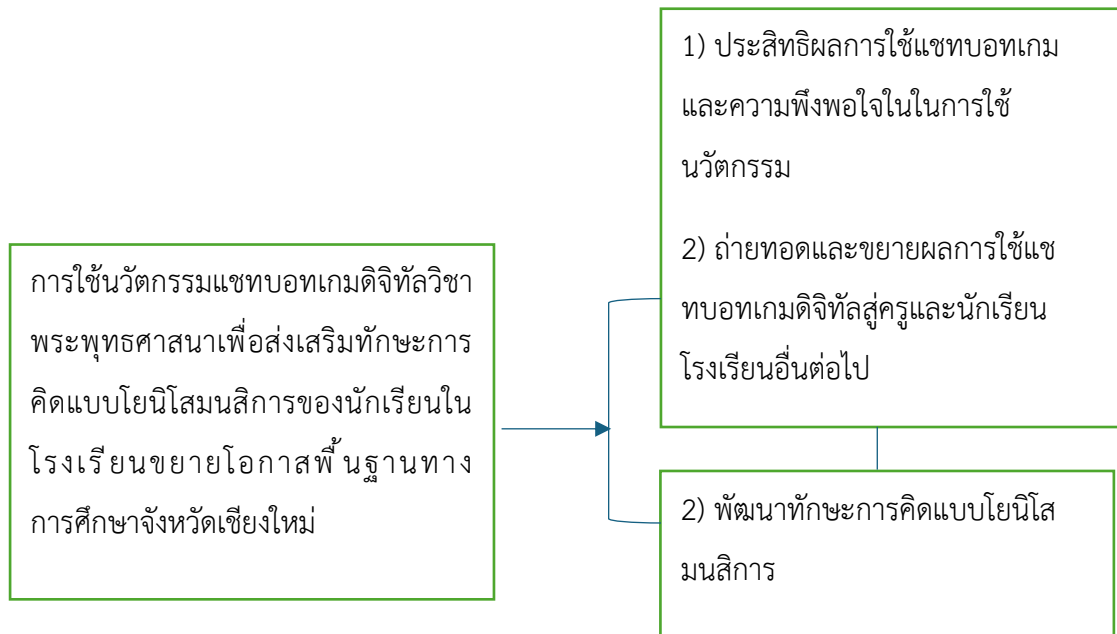 การใช้นวัตกรรมแชทบอทเกมดิจิทัลวิชา
พระพุทธศาสนาเพื่อส่งเสริมทักษะการ
คิดแบบโยนิโสมนสิการของนักเรียนใน
โรงเรียนขยายโอกาสพื้นฐานทาง
การศึกษาจังหวัดเชียงใหม่
1) ประสิทธิผลการใช้แชทบอทเกม
และความพึงพอใจในในการใช้
นวัตกรรม
2) ถ่ายทอดและขยายผลการใช้แช
ทบอทเกมดิจิทัลสู่ครูและนักเรียน
โรงเรียนอื่นต่อไป
2) พัฒนาทักษะการคิดแบบโยนิโส
มนสิการ